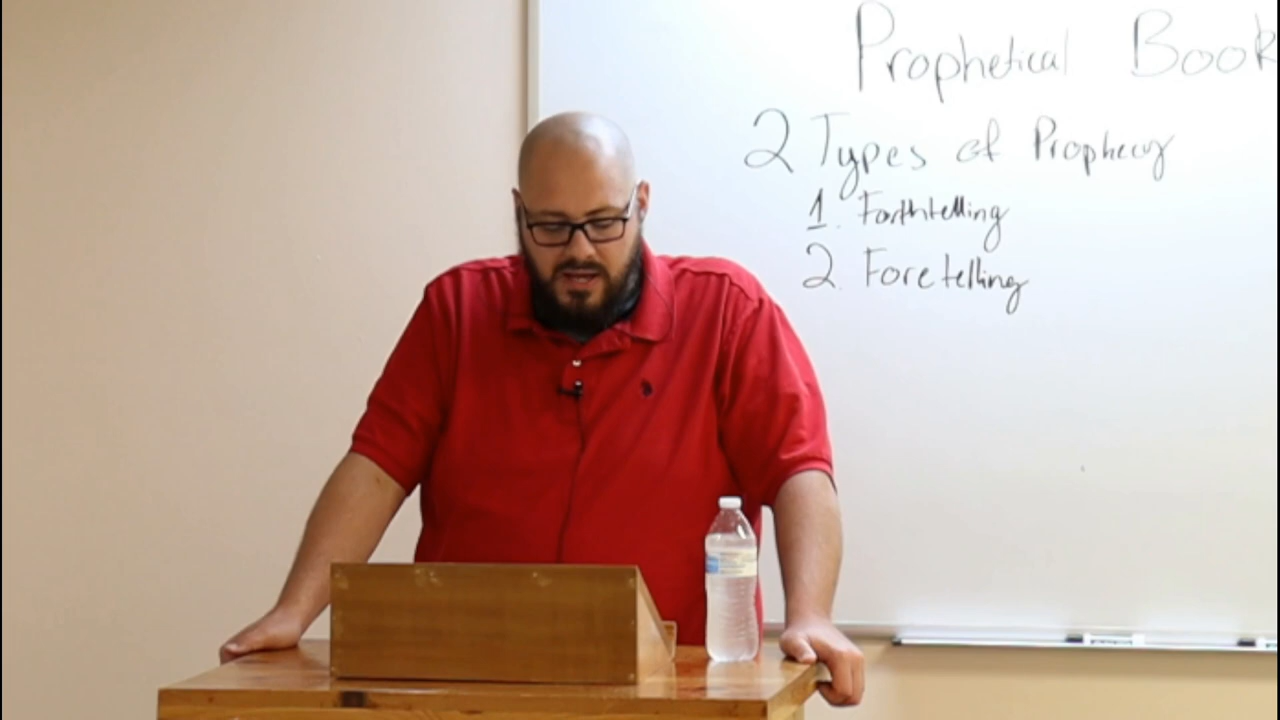 Prophetical Book
2 Types of Prophecy
1. Forthtelling
2. Foretelling